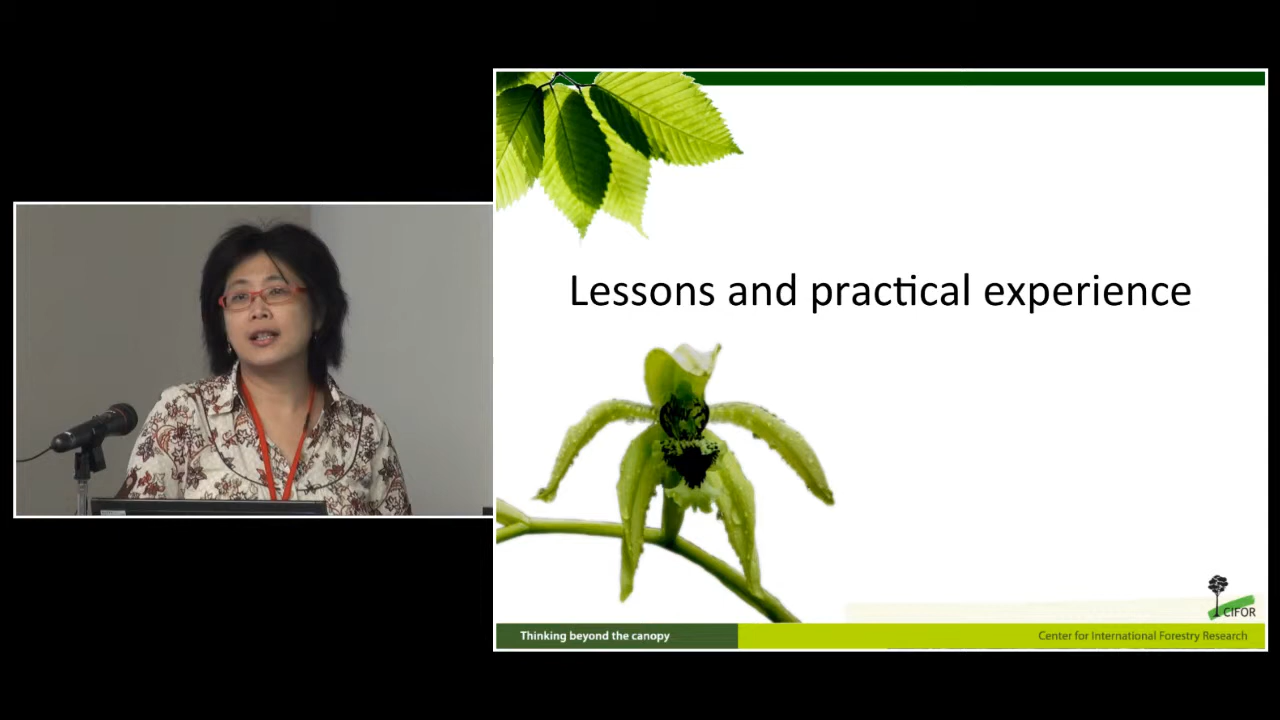 Lessons and practical experience
CIFOR
Thinking beyond the canopy
Center for International Forestry Research